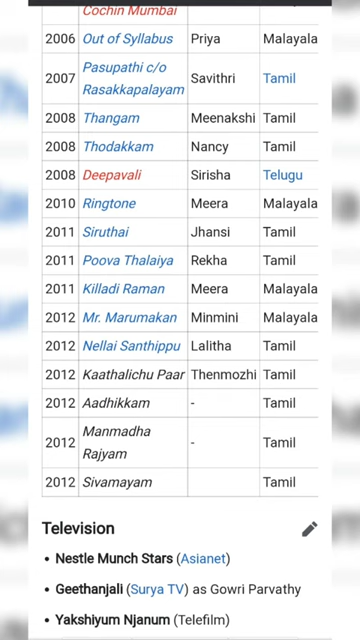 Cochin Mumbai
2006 Out of Syllabus Priya Malayala
2007 Pasupathi c/o Rasakkapalayam Savithri Tamil
2008 Thangam Meenakshi Tamil
2008 Thodakkam Nancy Tamil
2008 Deepavali Sirisha Telugu
2010 Ringtone Meera Malayala
2011 Siruthai Jhansi Tamil
2011 Poova Thalaiya Rekha Tamil
2011 Killadi Raman Meera Malayala
2012 Mr. Marumakan Minmini Malayala
2012 Nellai Santhippu Lalitha Tamil
2012 Kaathalichu Paar Thenmozhi Tamil
2012 Aadhikkam - Tamil
2012 Manmadha Rajyam - Tamil
2012 Sivamayam Tamil
Television
• Nestle Munch Stars (Asianet)
• Geethanjali (Surya TV) as Gowri Parvathy
• Yakshiyum Njanum (Telefilm)